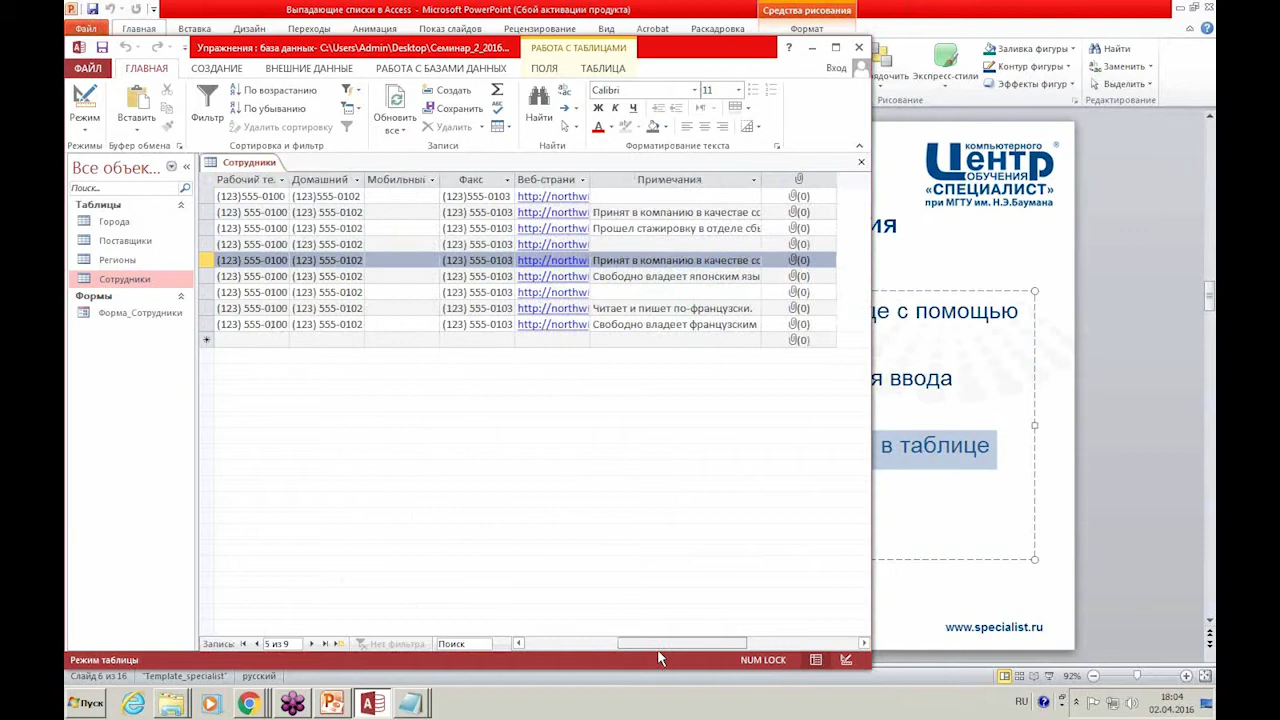 Выпадающие списки в Access - Microsoft PowerPoint (Сбой активации продукта)
Средства рисования
Файл Главная Вставка Дизайн Переходы Анимация Показ слайдов Рецензирование Вид Acrobat Раскадровка Формат
Упражнения : база данных- C:\Users\Admin\Desktop\Семинар_2_2016...
РАБОТА С ТАБЛИЦАМИ
ФАЙЛ ГЛАВНАЯ СОЗДАНИЕ ВНЕШНИЕ ДАННЫЕ РАБОТА С БАЗАМИ ДАННЫХ ПОЛЯ ТАБЛИЦА Вход
Режим
Вставить
Буфер обмена
Фильтр
По возрастанию
По убыванию
Удалить сортировку
Сортировка и фильтр
Обновить все
Создать
Сохранить
Удалить
Записи
Найти
Найти
Calibri 11
Ж К Ч
Форматирование текста
Экспресс-стили
Заливка фигуры
Контур фигуры
Эффекты фигур
Рисование
Найти
Заменить
Выделить
Редактирование
Режимы
Все объек...
Поиск...
Таблицы
Города
Поставщики
Регионы
Сотрудники
Формы
Форма_Сотрудники
Сотрудники
Рабочий те. Домашний Мобильный Факс Веб-страни Примечания
(123)555-0100 (123)555-0102 (123)555-0103 http://northw (0)
(123) 555-0100 (123) 555-0102 (123) 555-0103 http://northw Принят в компанию в качестве сс (0)
(123) 555-0100 (123) 555-0102 (123) 555-0103 http://northw Прошел стажировку в отделе сбы (0)
(123) 555-0100 (123) 555-0102 (123) 555-0103 http://northw (0)
(123) 555-0100 (123) 555-0102 (123) 555-0103 http://northw Принят в компанию в качестве сс (0)
(123) 555-0100 (123) 555-0102 (123) 555-0103 http://northw Свободно владеет японским язы (0)
(123) 555-0100 (123) 555-0102 (123) 555-0103 http://northw (0)
(123) 555-0100 (123) 555-0102 (123) 555-0103 http://northw Читает и пишет по-французски. (0)
(123) 555-0100 (123) 555-0102 (123) 555-0103 http://northw Свободно владеет французским (0)
(0)
Запись: 5 из 9 Нет фильтра Поиск
Режим таблицы NUM LOCK
Центр
компьютерного
ОБУЧЕНИЯ
«СПЕЦИАЛИСТ»
при МГТУ им. Н.Э.Баумана
ия
це с помощью
я ввода
в таблице
www.specialist.ru
Слайд 6 из 16 "Template_specialist" русский 92%
Пуск RU 18:04
02.04.2016